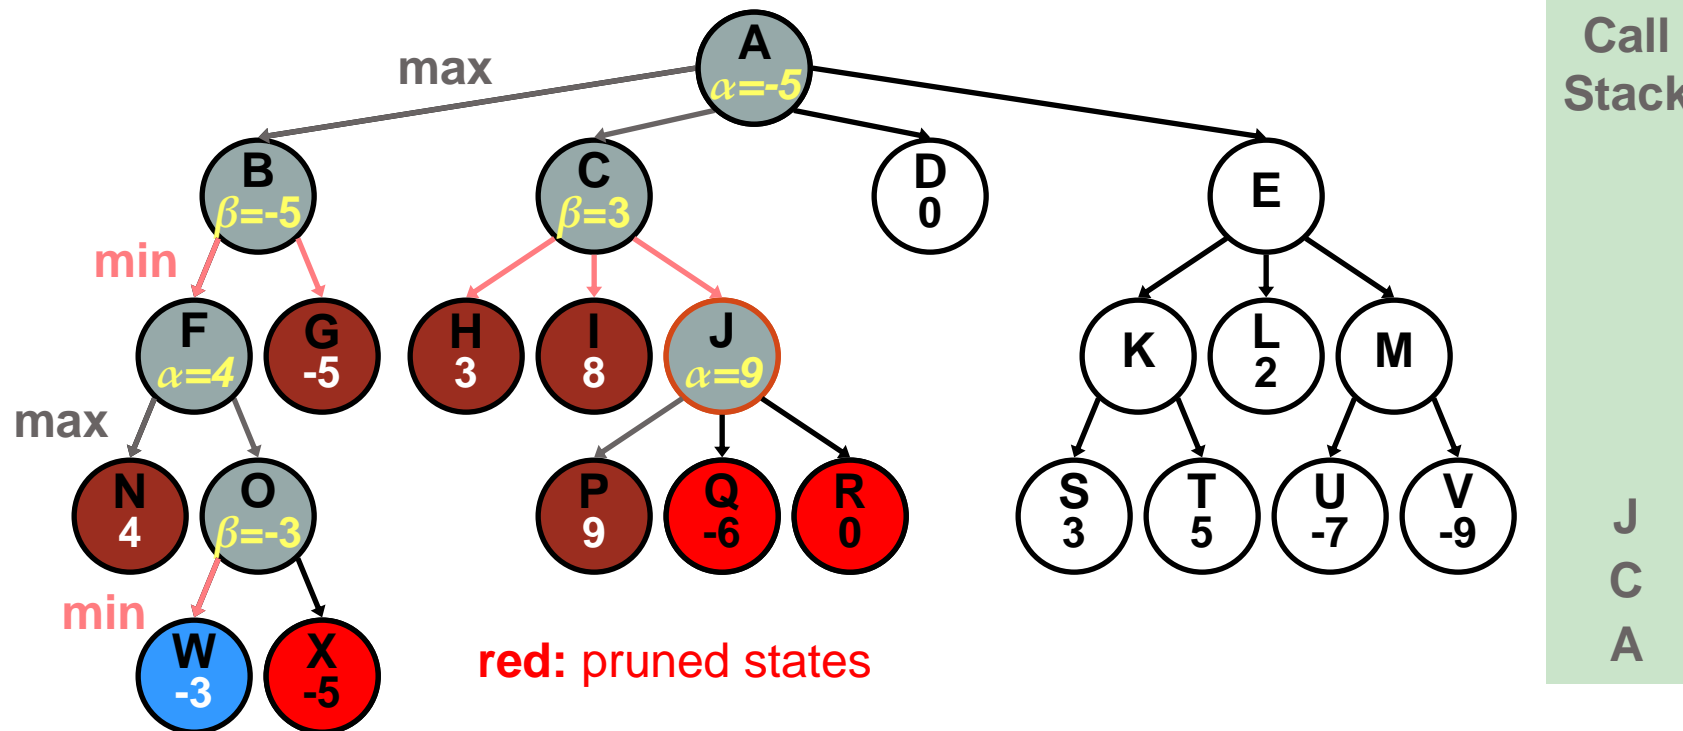 Call
Stack
max
A
α=-5
B
β=-5
C
β=3
D
0
E
min
F
α=4
G
-5
H
3
I
8
J
α=9
K
L
2
M
max
N
4
O
β=-3
P
9
Q
-6
R
0
S
3
T
5
U
-7
V
-9
J
C
A
min
W
-3
X
-5
red: pruned states